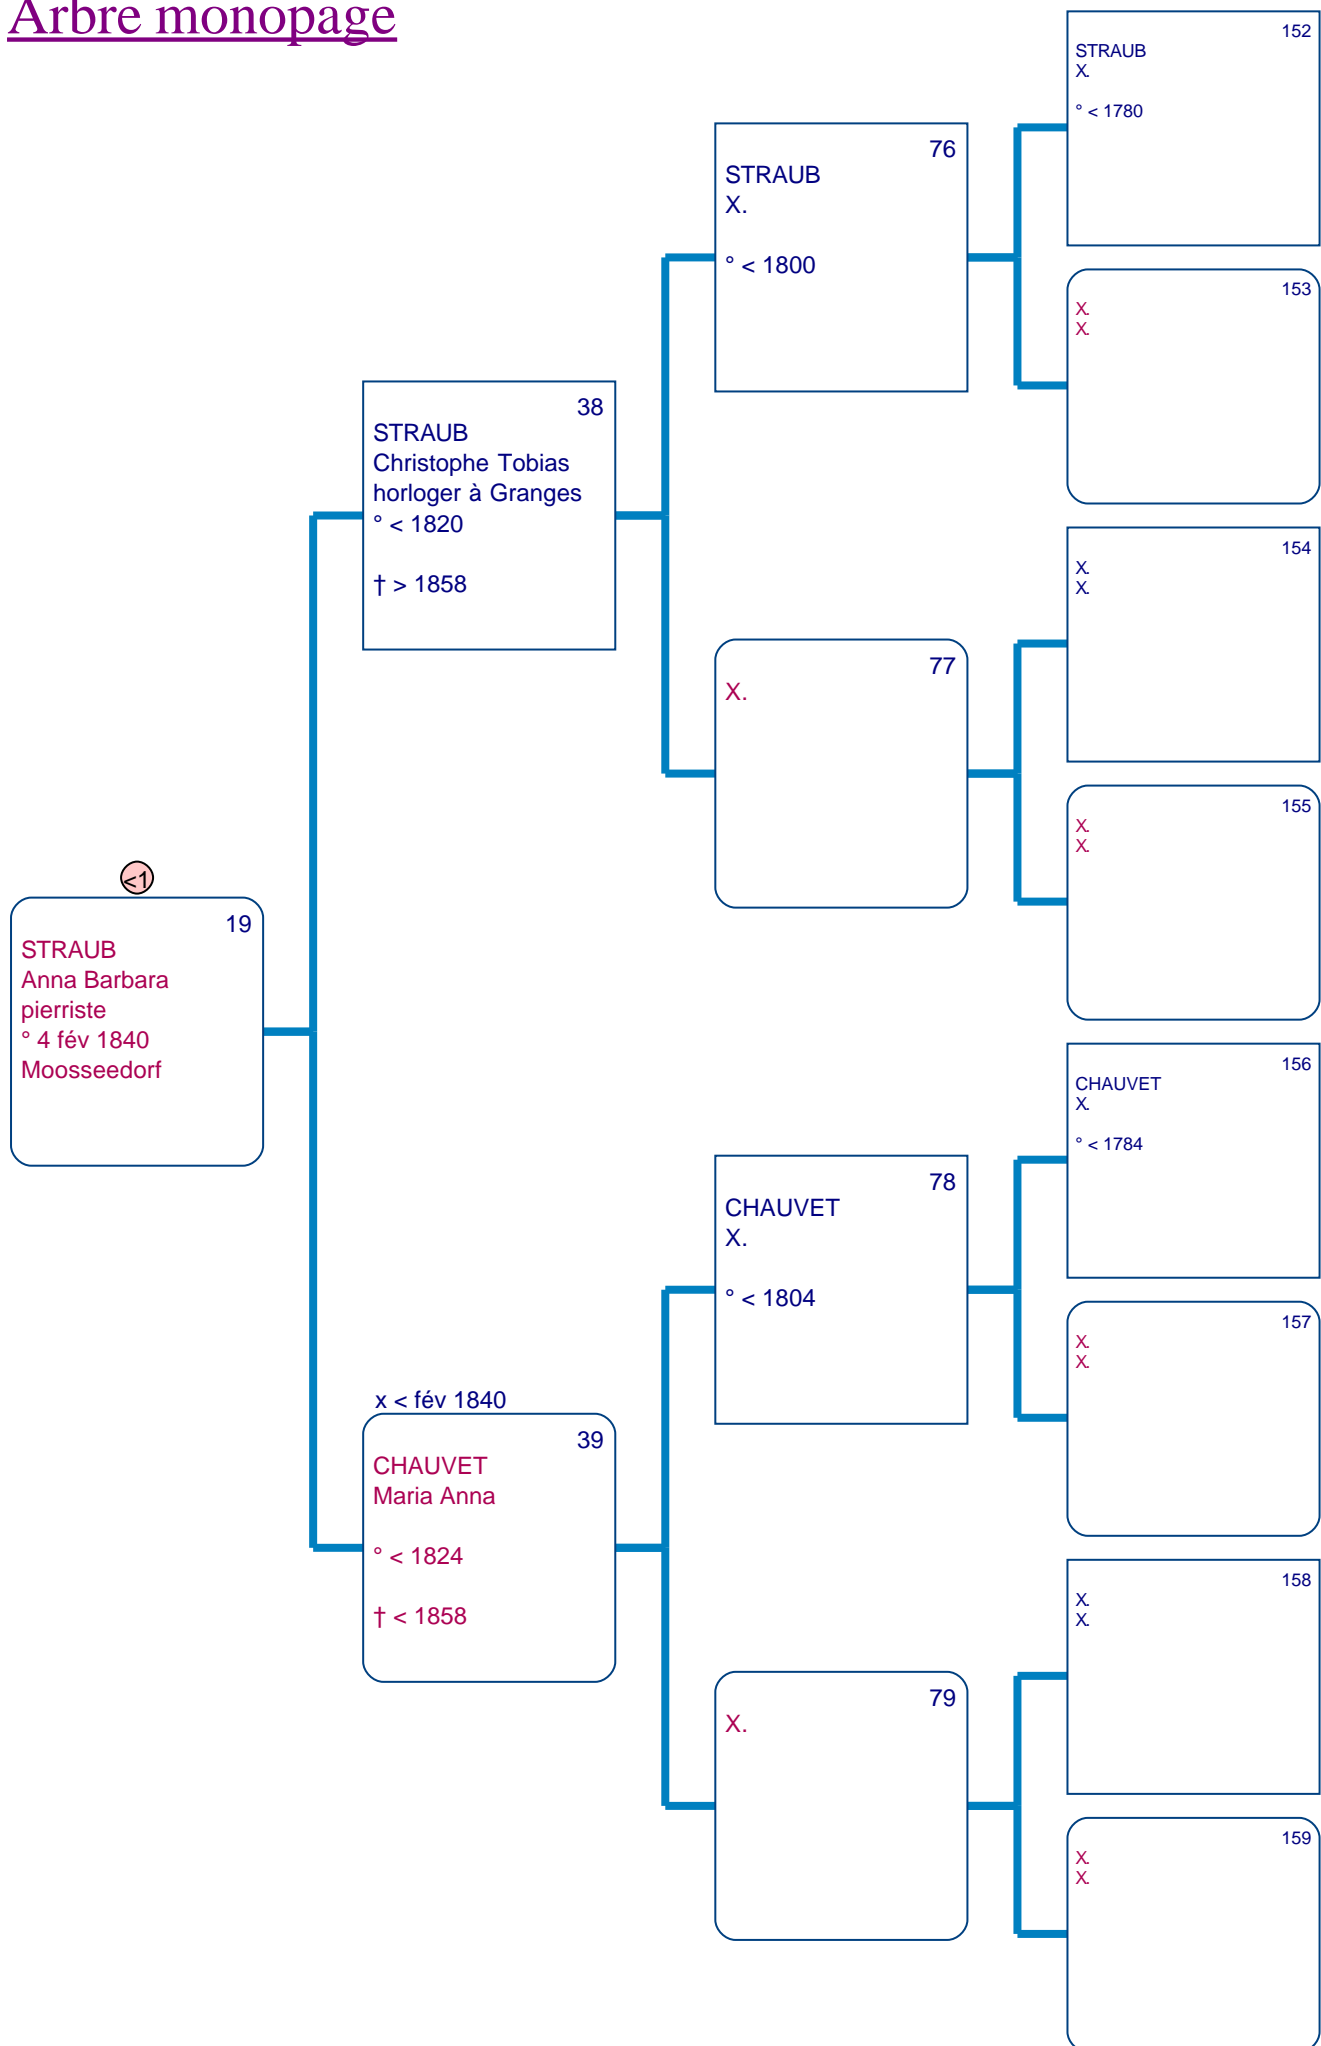 Arbre monopage
152
STRAUB
X.
° < 1780
76
STRAUB
X.
° < 1800
153
X.
X.
38
STRAUB
Christophe Tobias
horloger à Granges
° < 1820
† > 1858
154
X.
X.
77
X.
155
X.
X.
<1
19
STRAUB
Anna Barbara
pierriste
° 4 fév 1840
Moosseedorf
156
CHAUVET
X.
° < 1784
78
CHAUVET
X.
° < 1804
157
X.
X.
x < fév 1840
39
CHAUVET
Maria Anna
° < 1824
† < 1858
158
X.
X.
79
X.
159
X.
X.